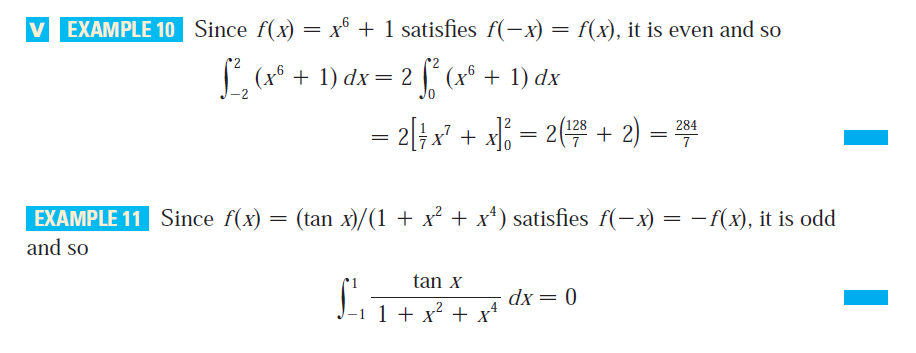 V EXAMPLE 10 Since f(x) = x⁶ + 1 satisfies f(−x) = f(x), it is even and so
∫₋₂² (x⁶ + 1) dx = 2 ∫₀² (x⁶ + 1) dx
= 2[1/7 x⁷ + x]₀² = 2(128/7 + 2) = 284/7
EXAMPLE 11 Since f(x) = (tan x)/(1 + x² + x⁴) satisfies f(−x) = −f(x), it is odd
and so
∫₋₁¹ tan x / (1 + x² + x⁴) dx = 0